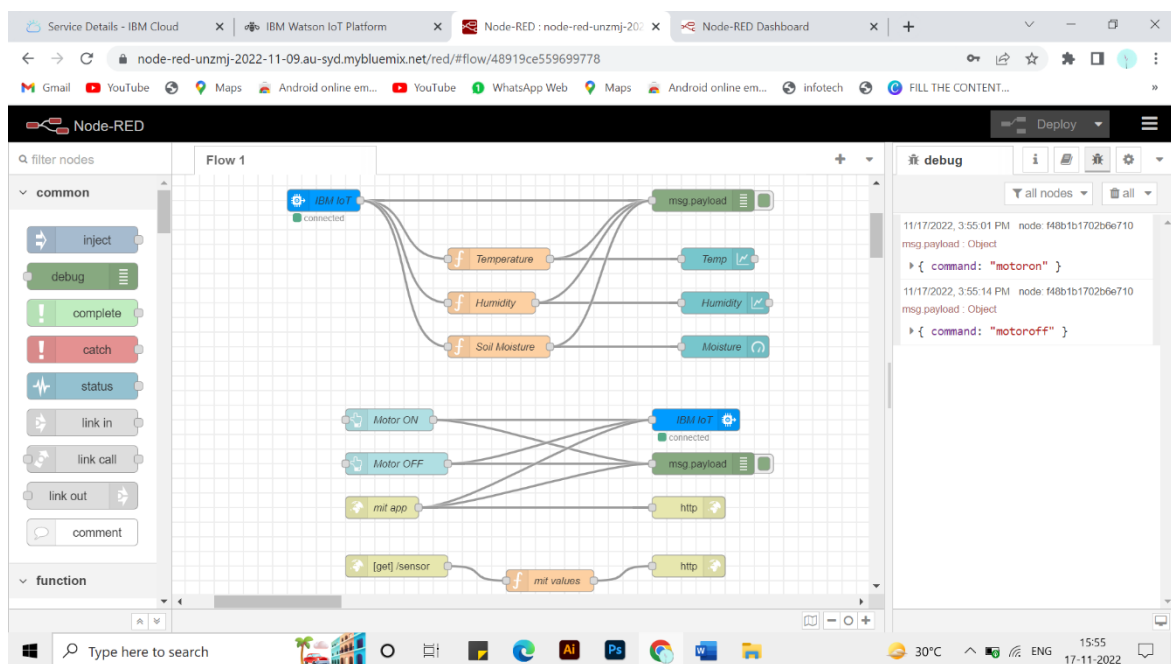 Service Details - IBM Cloud
IBM Watson IoT Platform
Node-RED : node-red-unzmj-202
Node-RED Dashboard
node-red-unzmj-2022-11-09.au-syd.mybluemix.net/red/#flow/48919ce559699778
Gmail YouTube Maps Android online em... YouTube WhatsApp Web Maps Android online em... infotech FILL THE CONTENT... »
Node-RED
Deploy
filter nodes
Flow 1
debug
common
all nodes
all
inject
debug
complete
catch
status
link in
link call
link out
comment
function
IBM IoT
connected
msg.payload
Temperature
Temp
Humidity
Humidity
Soil Moisture
Moisture
Motor ON
IBM IoT
connected
Motor OFF
msg.payload
mit app
http
[get] /sensor
mit values
http
11/17/2022, 3:55:01 PM node: f48b1b1702b6e710
msg.payload : Object
{ command: "motoron" }
11/17/2022, 3:55:14 PM node: f48b1b1702b6e710
msg.payload : Object
{ command: "motoroff" }
Type here to search
Ai
Ps
30°C
ENG
15:55
17-11-2022